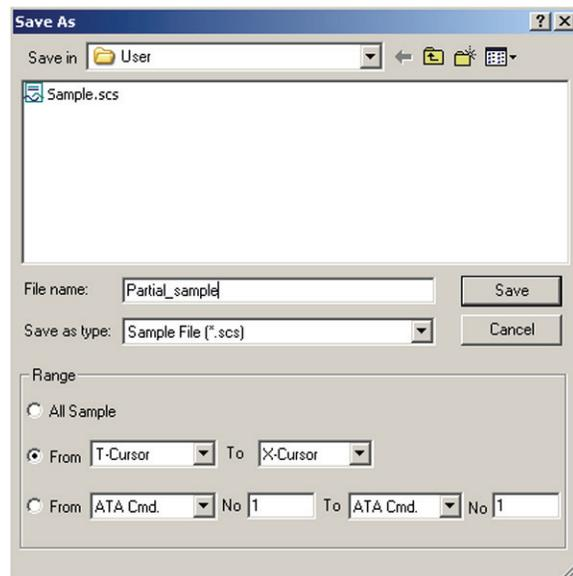 Save As
Save in User
Sample.scs
File name: Partial_sample Save
Save as type: Sample File (*.scs) Cancel
Range
All Sample
From T-Cursor To X-Cursor
From ATA Cmd. No 1 To ATA Cmd. No 1